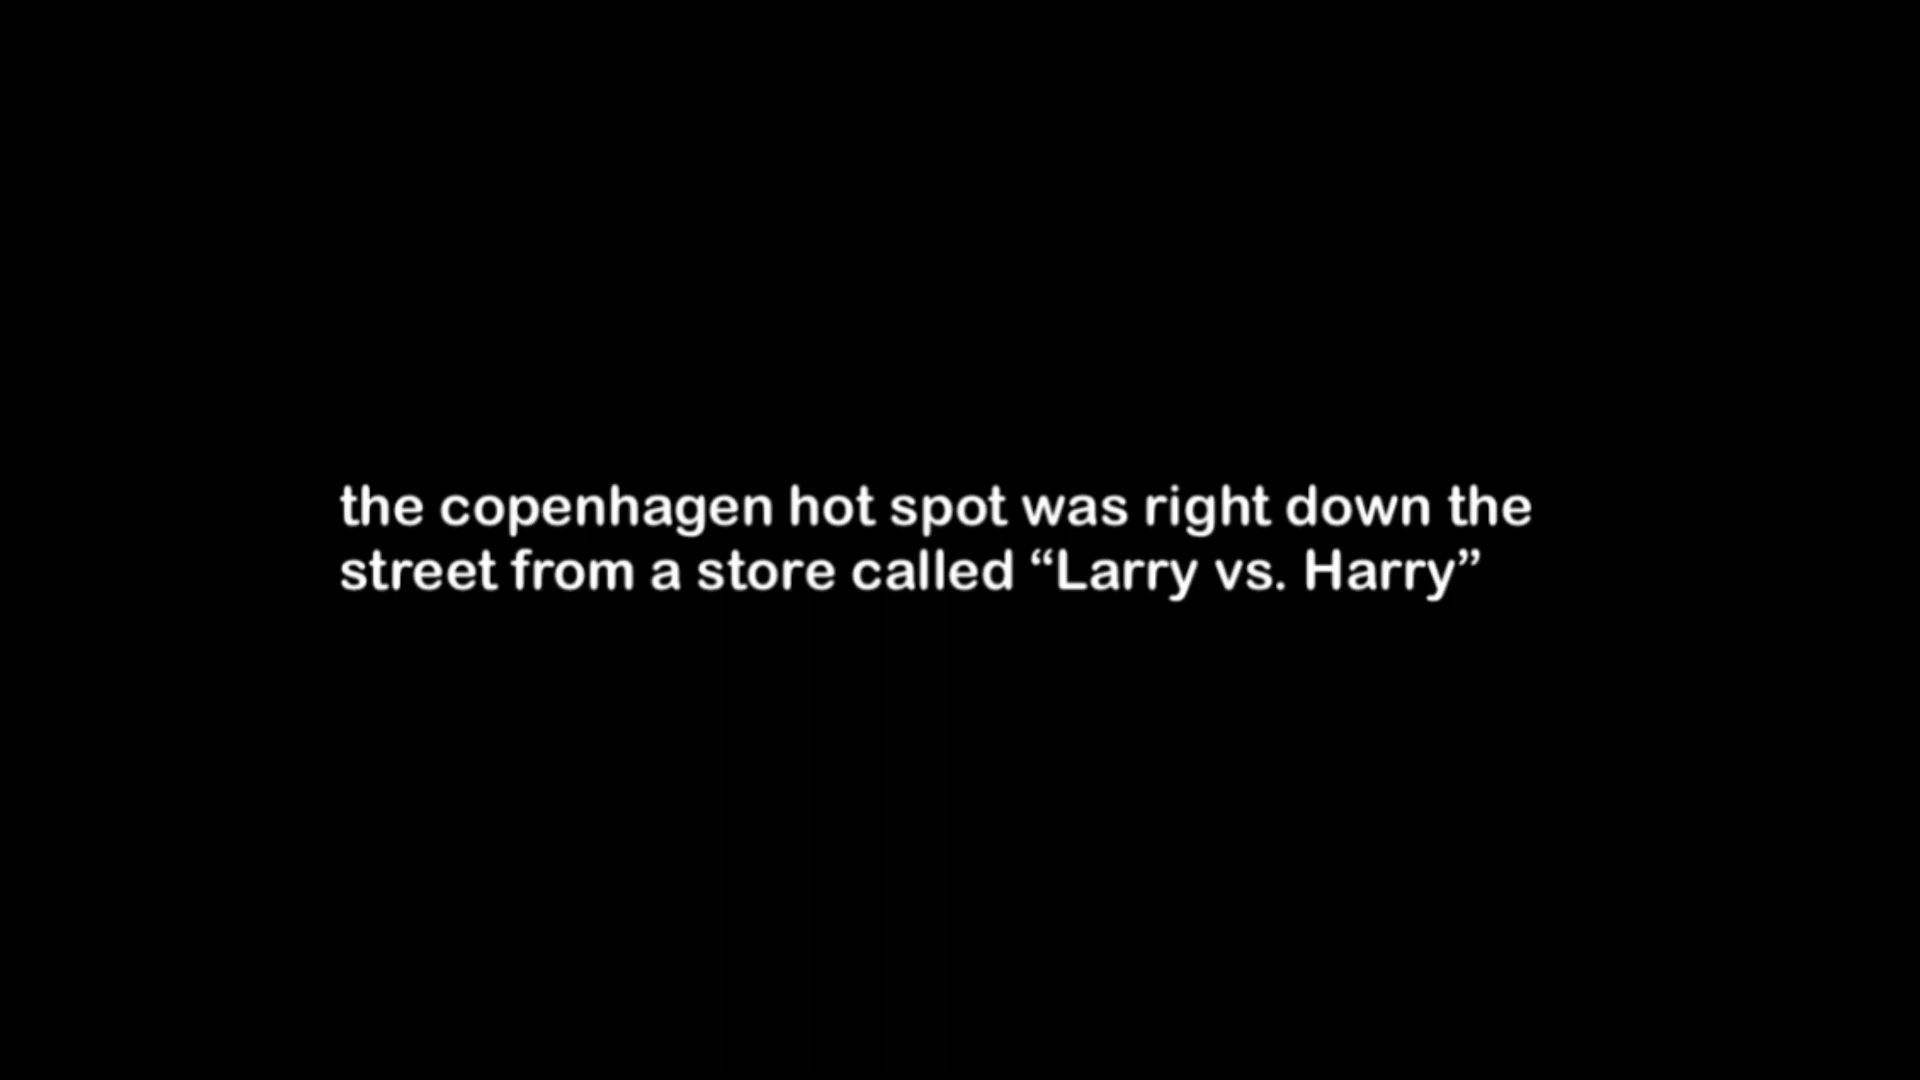 the copenhagen hot spot was right down the
street from a store called “Larry vs. Harry”